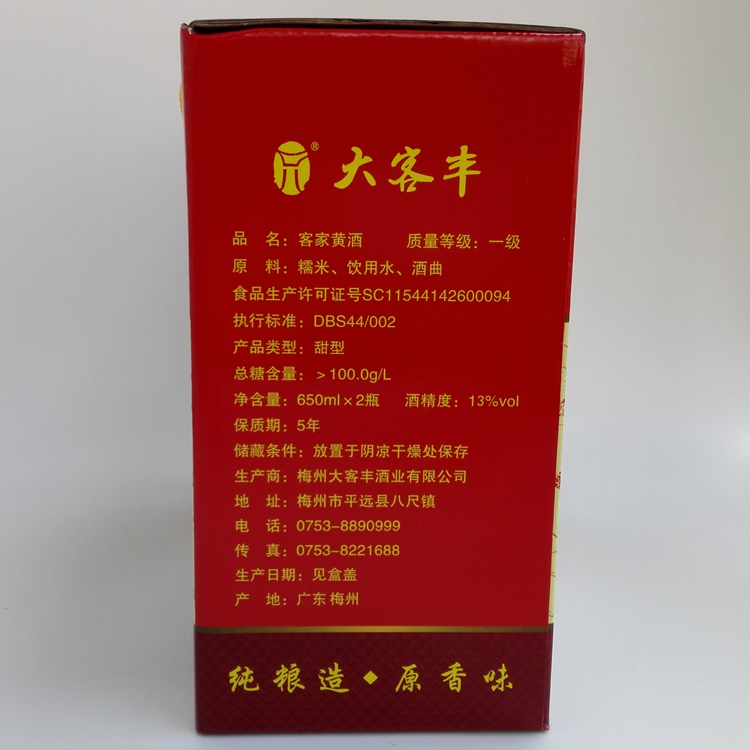 ® 大客丰
品 名：客家黄酒 质量等级：一级
原 料：糯米、饮用水、酒曲
食品生产许可证号SC11544142600094
执行标准：DBS44/002
产品类型：甜型
总糖含量：＞100.0g/L
净含量：650ml×2瓶 酒精度：13%vol
保质期：5年
储藏条件：放置于阴凉干燥处保存
生产商：梅州大客丰酒业有限公司
地 址：梅州市平远县八尺镇
电 话：0753-8890999
传 真：0753-8221688
生产日期：见盒盖
产 地：广东 梅州
纯粮造◆原香味